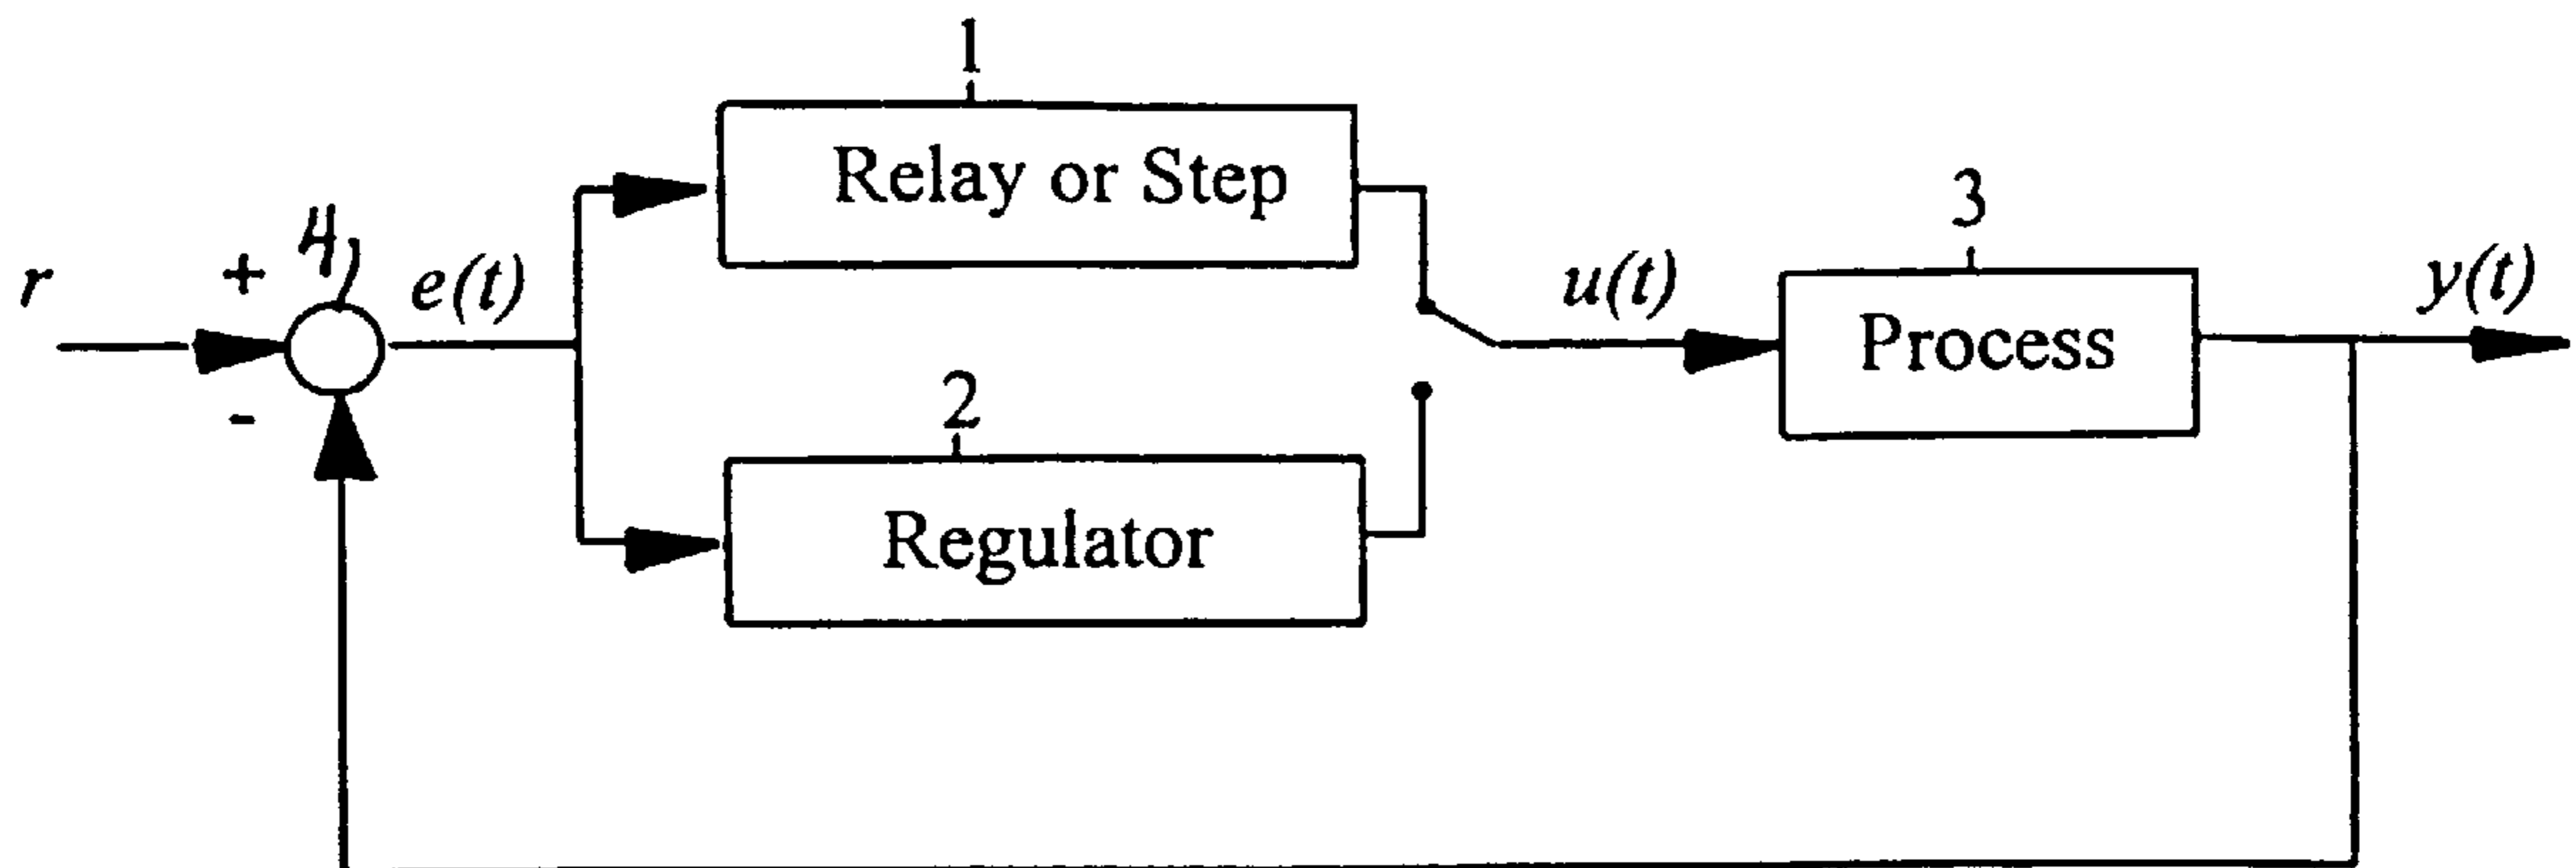 1
Relay or Step
3
r
+
4
e(t)
u(t)
Process
y(t)
-
2
Regulator